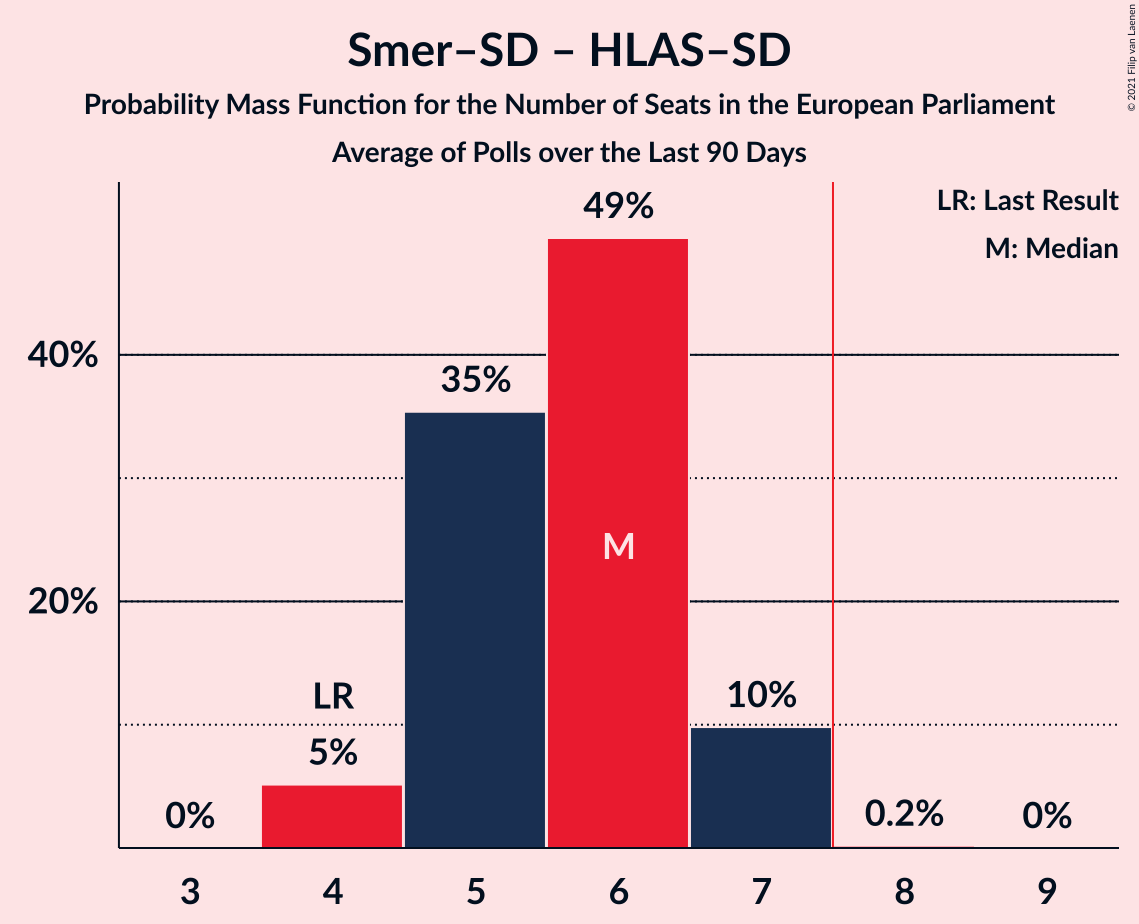 Smer–SD – HLAS–SD
Probability Mass Function for the Number of Seats in the European Parliament
Average of Polls over the Last 90 Days
© 2021 Filip van Laenen
LR: Last Result
M: Median
49%
40%
35%
M
20%
LR
10%
5%
0%
0.2%
0%
3 4 5 6 7 8 9